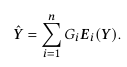 Ŷ = ∑_{i=1}^{n} G_i E_i(Y).